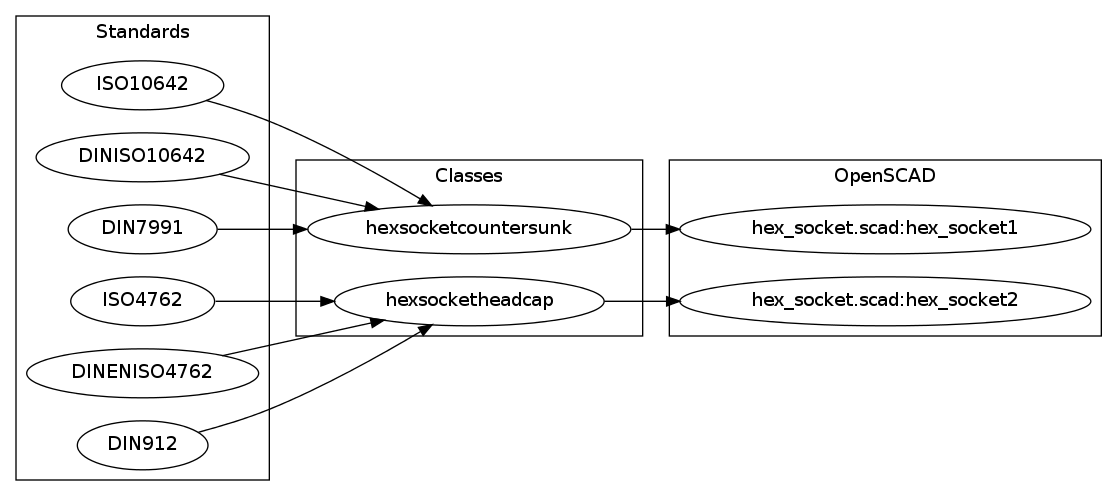 Standards
ISO10642
DINISO10642
DIN7991
ISO4762
DINENISO4762
DIN912
Classes
hexsocketcountersunk
hexsocketheadcap
OpenSCAD
hex_socket.scad:hex_socket1
hex_socket.scad:hex_socket2